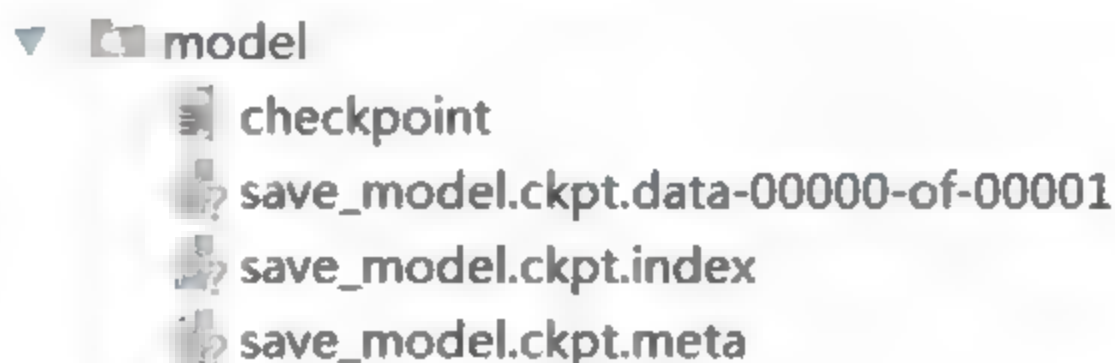 model
checkpoint
save_model.ckpt.data-00000-of-00001
save_model.ckpt.index
save_model.ckpt.meta